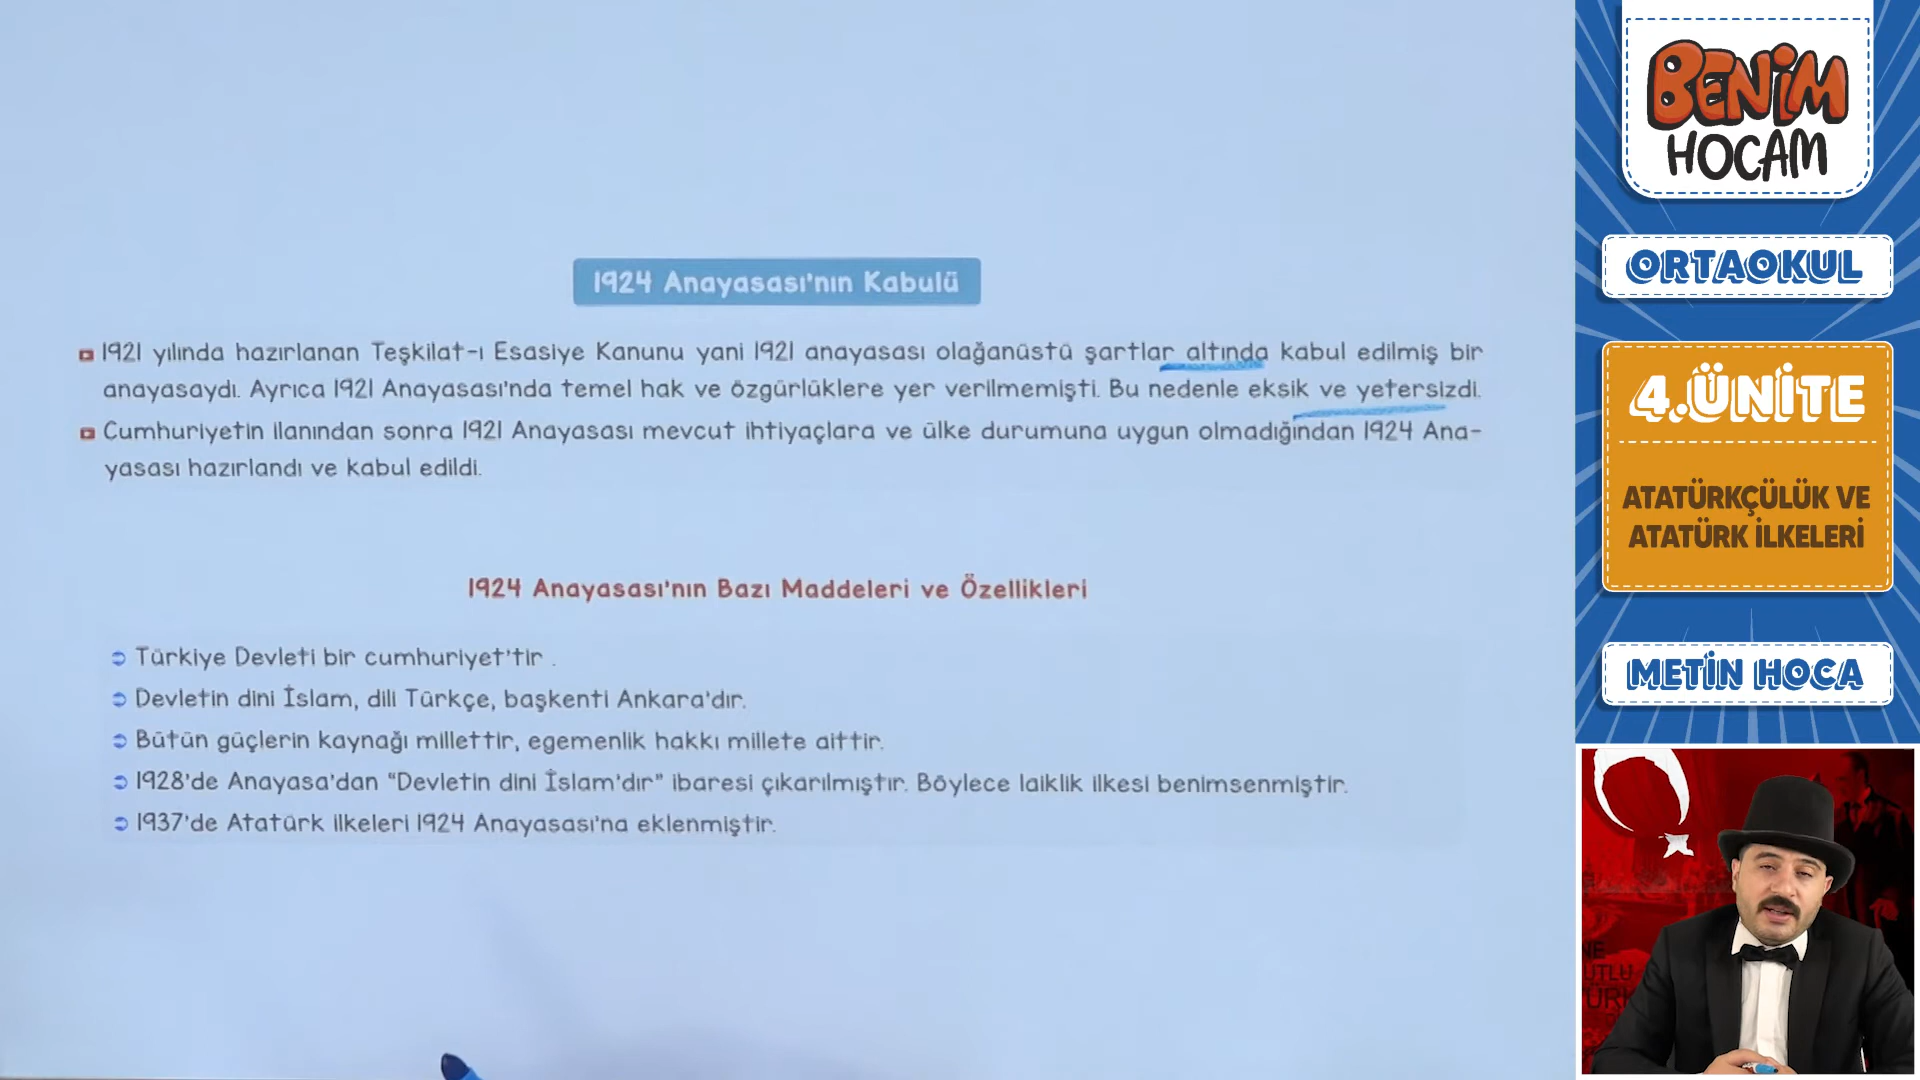 1924 Anayasası'nın Kabulü
1921 yılında hazırlanan Teşkilat-ı Esasiye Kanunu yani 1921 anayasası olağanüstü şartlar altında kabul edilmiş bir
anayasaydı. Ayrıca 1921 Anayasası'nda temel hak ve özgürlüklere yer verilmemişti. Bu nedenle eksik ve yetersizdi.
Cumhuriyetin ilanından sonra 1921 Anayasası mevcut ihtiyaçlara ve ülke durumuna uygun olmadığından 1924 Ana-
yasası hazırlandı ve kabul edildi.
1924 Anayasası'nın Bazı Maddeleri ve Özellikleri
Türkiye Devleti bir cumhuriyet'tir .
Devletin dini İslam, dili Türkçe, başkenti Ankara'dır.
Bütün güçlerin kaynağı millettir, egemenlik hakkı millete aittir.
1928'de Anayasa'dan "Devletin dini İslam'dır" ibaresi çıkarılmıştır. Böylece laiklik ilkesi benimsenmiştir.
1937'de Atatürk ilkeleri 1924 Anayasası'na eklenmiştir.
BENİM
HOCAM
ORTAOKUL
4.ÜNİTE
ATATÜRKÇÜLÜK VE
ATATÜRK İLKELERİ
METİN HOCA